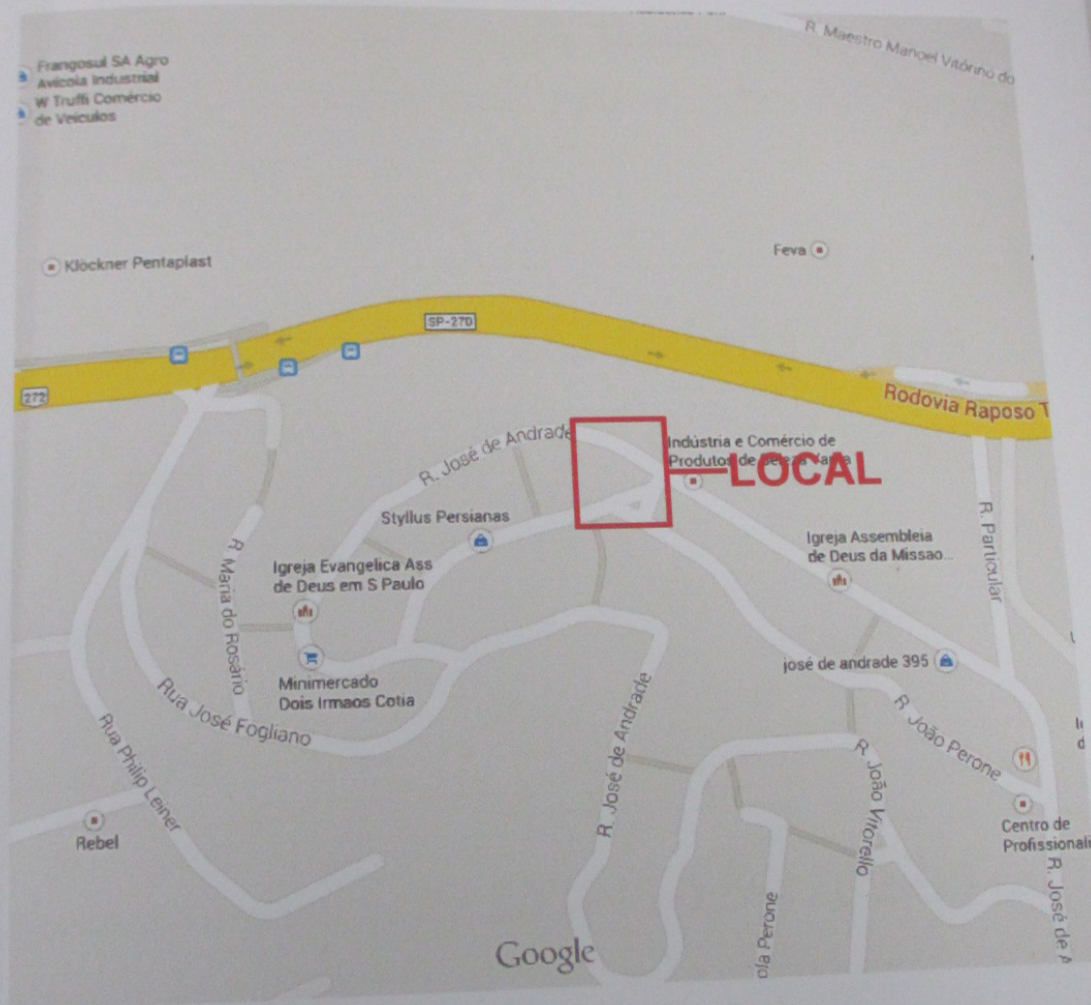 R. Maestro Manoel Vitorino do
Frangosul SA Agro
Avícola Industrial
W Truffi Comércio
de Veículos
Klöckner Pentaplast
Feva
SP-270
272
Rodovia Raposo T
R. José de Andrade
Indústria e Comércio de
Produtos de
LOCAL
Styllus Persianas
Igreja Assembleia
de Deus da Missao...
R. Particular
Igreja Evangelica Ass
de Deus em S Paulo
R. Maria do Rosário
Minimercado
Dois Irmaos Cotia
josé de andrade 395
Rua José Fogliano
R. José de Andrade
R. João Perone
Rua Philip Leiner
R. João Vitorello
Rebel
Centro de
Profissionali
R. José de A
ola Perone
Google